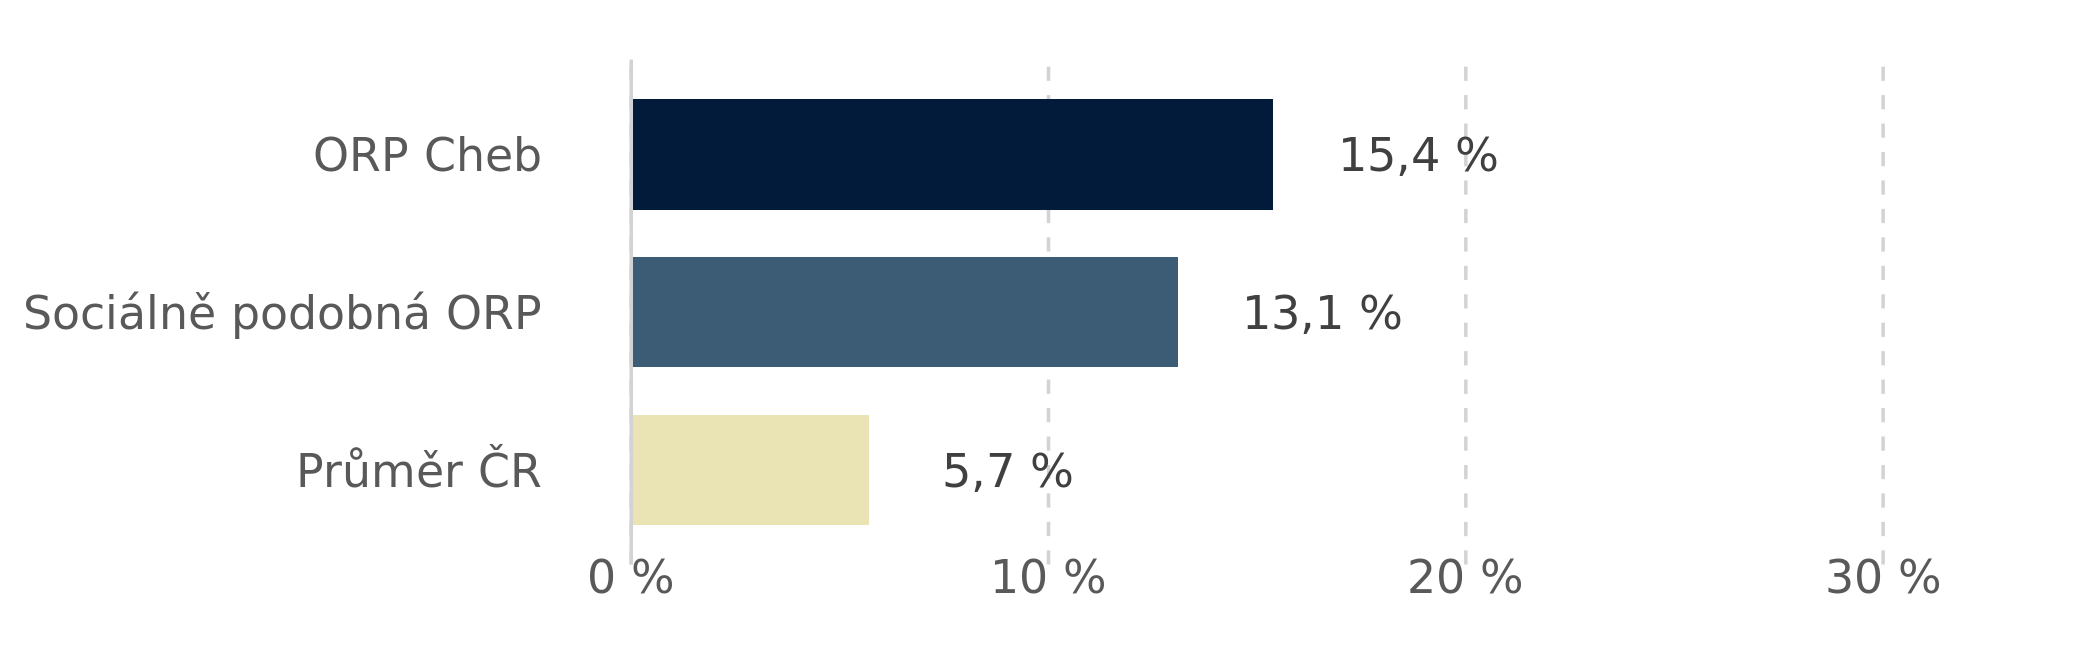 ORP Cheb 15,4 %
Sociálně podobná ORP 13,1 %
Průměr ČR 5,7 %
0 % 10 % 20 % 30 %